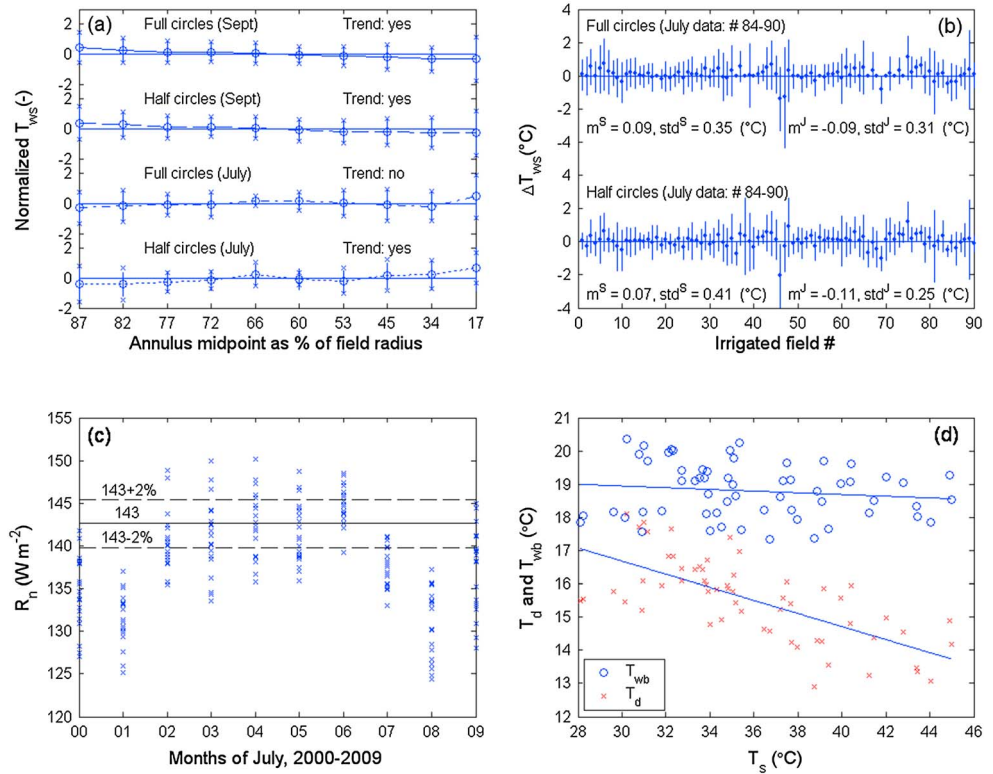 (a)
Full circles (Sept) Trend: yes
Half circles (Sept) Trend: yes
Full circles (July) Trend: no
Half circles (July) Trend: yes
Normalized T_ws (-)
2
0
-2
2
0
-2
2
0
-2
2
0
-2
87 82 77 72 66 60 53 45 34 17
Annulus midpoint as % of field radius
(b)
Full circles (July data: # 84-90)
m^S = 0.09, std^S = 0.35 (°C) m^J = -0.09, std^J = 0.31 (°C)
Half circles (July data: # 84-90)
m^S = 0.07, std^S = 0.41 (°C) m^J = -0.11, std^J = 0.25 (°C)
ΔT_ws (°C)
4
2
0
-2
-4
2
0
-2
-4
0 10 20 30 40 50 60 70 80 90
Irrigated field #
(c)
143+2%
143
143-2%
R_n (W m^-2)
155
150
145
140
135
130
125
120
00 01 02 03 04 05 06 07 08 09
Months of July, 2000-2009
(d)
T_d and T_wb (°C)
21
20
19
18
17
16
15
14
13
12
T_wb
T_d
28 30 32 34 36 38 40 42 44 46
T_s (°C)